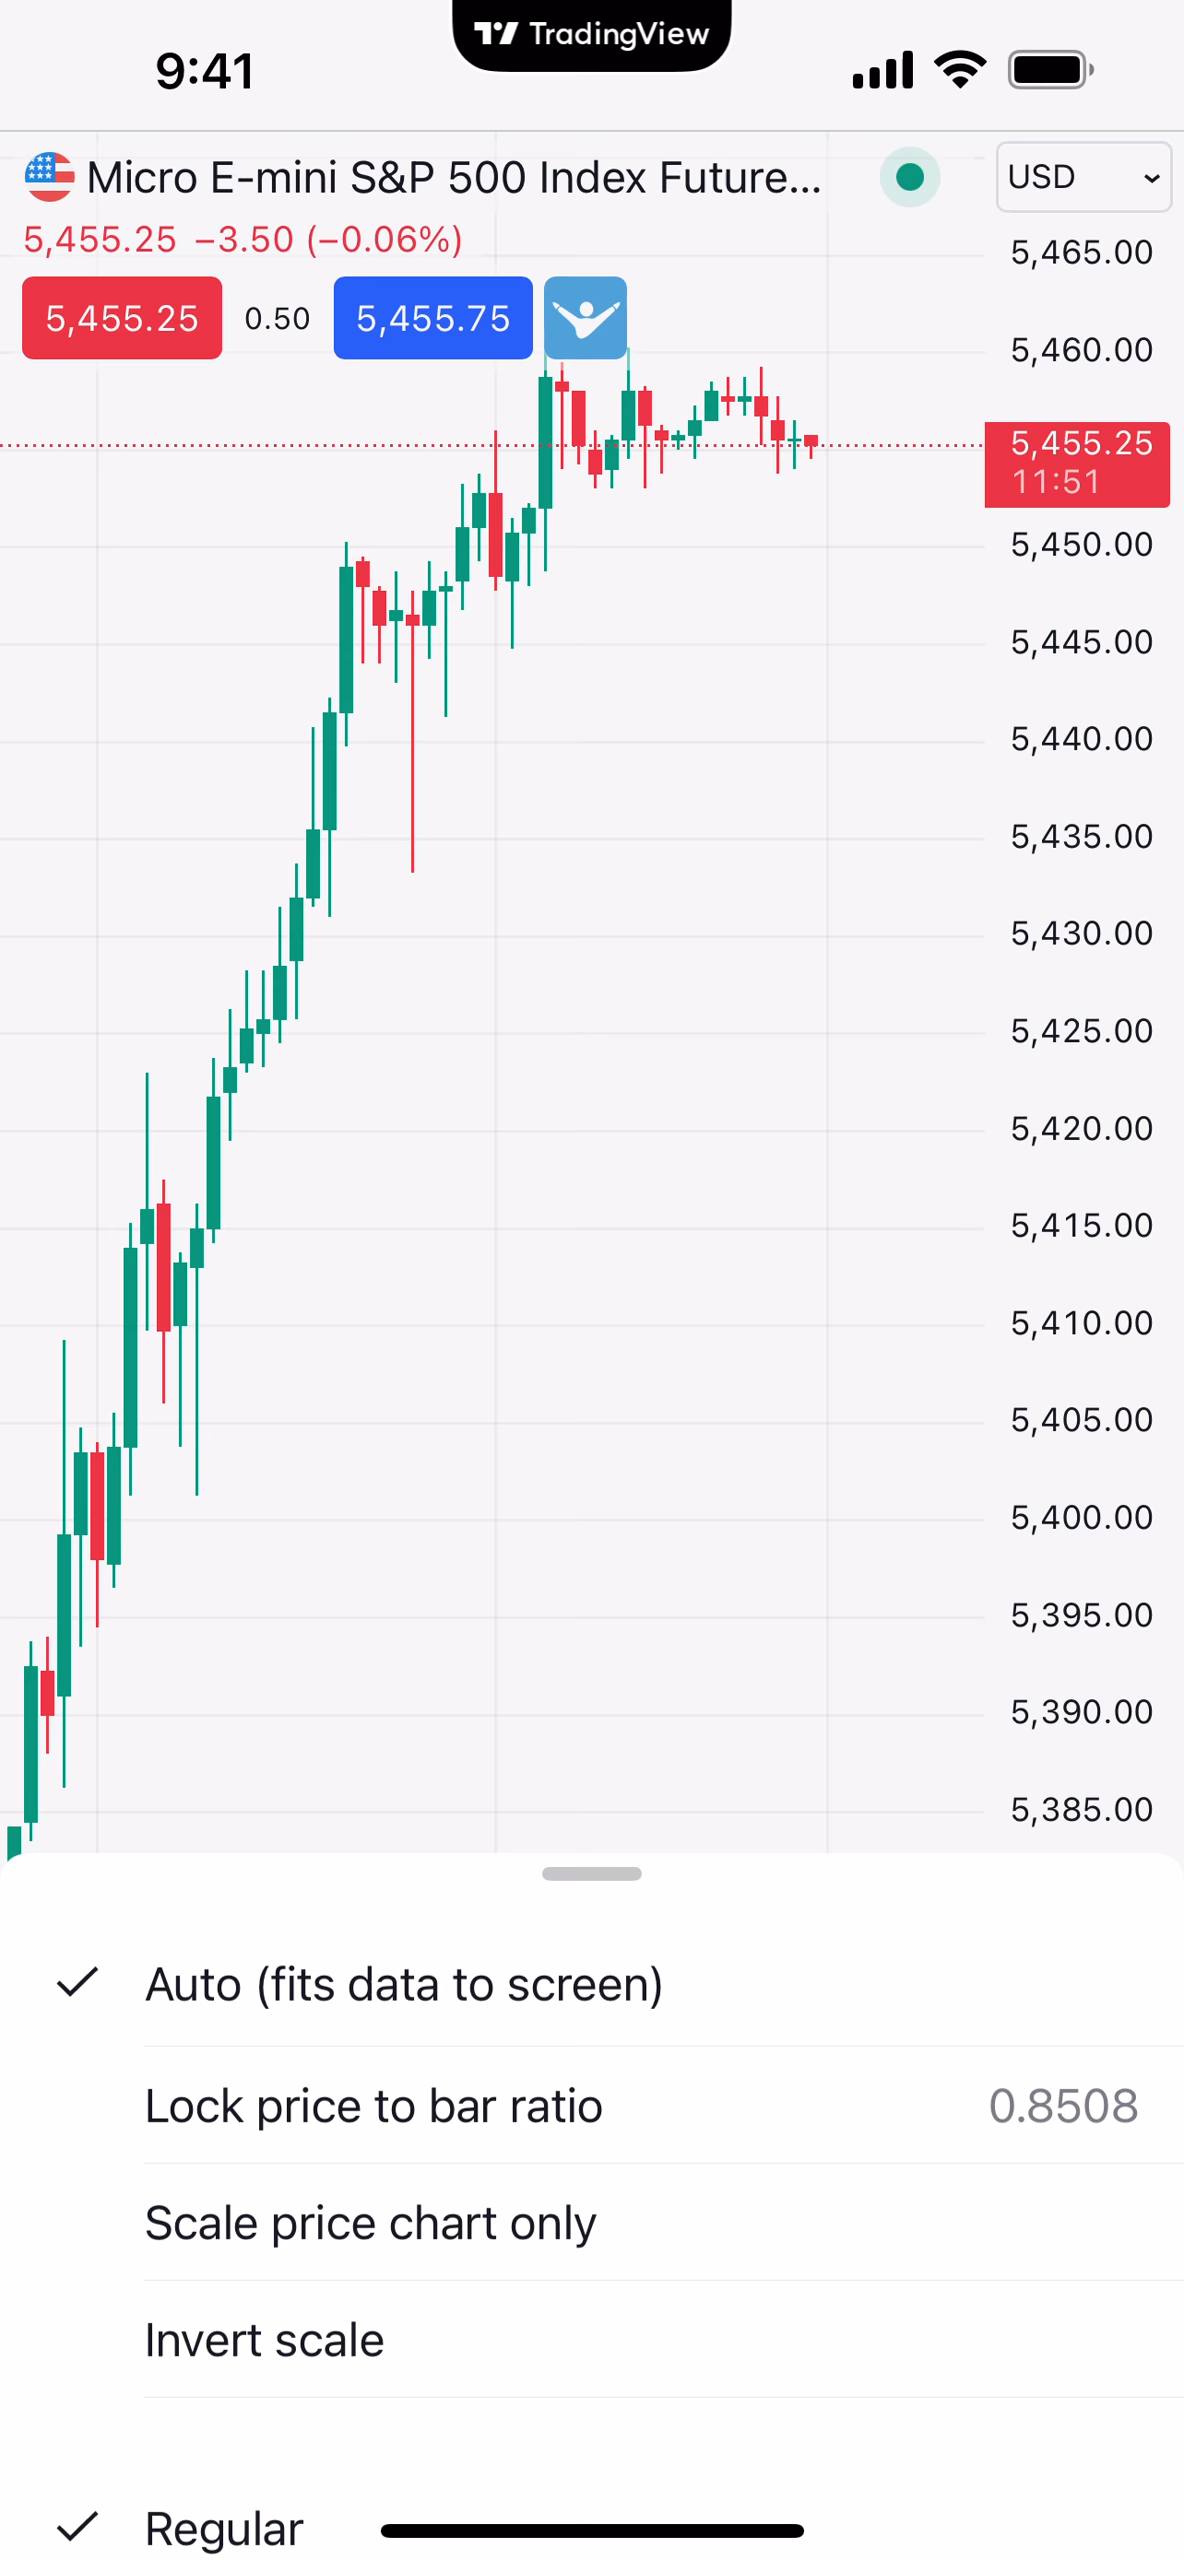 9:41
TradingView
Micro E-mini S&P 500 Index Future...
USD
5,455.25 −3.50 (−0.06%)
5,455.25
0.50
5,455.75
5,465.00
5,460.00
5,455.25
11:51
5,450.00
5,445.00
5,440.00
5,435.00
5,430.00
5,425.00
5,420.00
5,415.00
5,410.00
5,405.00
5,400.00
5,395.00
5,390.00
5,385.00
Auto (fits data to screen)
Lock price to bar ratio 0.8508
Scale price chart only
Invert scale
Regular